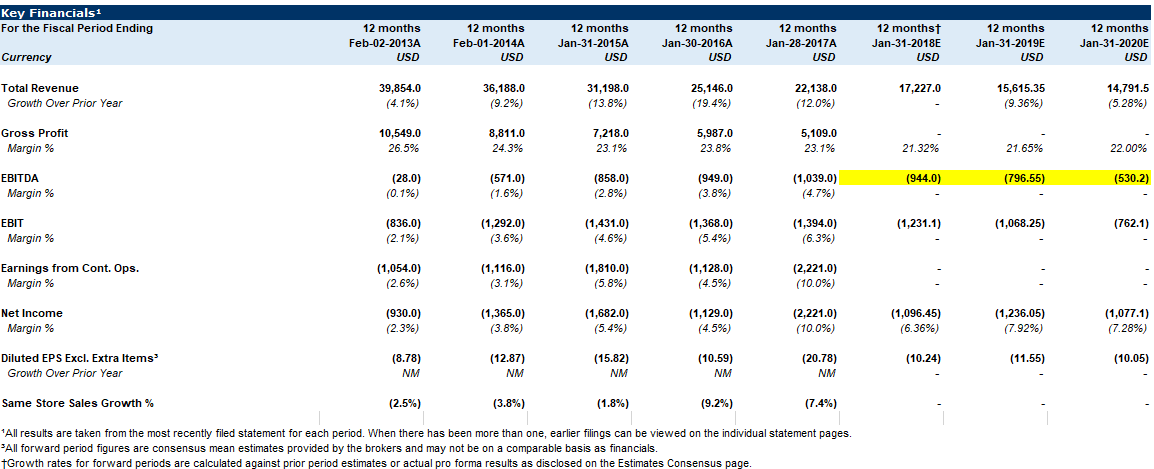 Key Financials¹
For the Fiscal Period Ending 12 months 12 months 12 months 12 months 12 months 12 months† 12 months 12 months
Feb-02-2013A Feb-01-2014A Jan-31-2015A Jan-30-2016A Jan-28-2017A Jan-31-2018E Jan-31-2019E Jan-31-2020E
Currency USD USD USD USD USD USD USD USD
Total Revenue 39,854.0 36,188.0 31,198.0 25,146.0 22,138.0 17,227.0 15,615.35 14,791.5
Growth Over Prior Year (4.1%) (9.2%) (13.8%) (19.4%) (12.0%) - (9.36%) (5.28%)
Gross Profit 10,549.0 8,811.0 7,218.0 5,987.0 5,109.0 - - -
Margin % 26.5% 24.3% 23.1% 23.8% 23.1% 21.32% 21.65% 22.00%
EBITDA (28.0) (571.0) (858.0) (949.0) (1,039.0) (944.0) (796.55) (530.2)
Margin % (0.1%) (1.6%) (2.8%) (3.8%) (4.7%) - - -
EBIT (836.0) (1,292.0) (1,431.0) (1,368.0) (1,394.0) (1,231.1) (1,068.25) (762.1)
Margin % (2.1%) (3.6%) (4.6%) (5.4%) (6.3%) - - -
Earnings from Cont. Ops. (1,054.0) (1,116.0) (1,810.0) (1,128.0) (2,221.0) - - -
Margin % (2.6%) (3.1%) (5.8%) (4.5%) (10.0%) - - -
Net Income (930.0) (1,365.0) (1,682.0) (1,129.0) (2,221.0) (1,096.45) (1,236.05) (1,077.1)
Margin % (2.3%) (3.8%) (5.4%) (4.5%) (10.0%) (6.36%) (7.92%) (7.28%)
Diluted EPS Excl. Extra Items³ (8.78) (12.87) (15.82) (10.59) (20.78) (10.24) (11.55) (10.05)
Growth Over Prior Year NM NM NM NM NM - - -
Same Store Sales Growth % (2.5%) (3.8%) (1.8%) (9.2%) (7.4%) - - -
¹All results are taken from the most recently filed statement for each period. When there has been more than one, earlier filings can be viewed on the individual statement pages.
³All forward period figures are consensus mean estimates provided by the brokers and may not be on a comparable basis as financials.
†Growth rates for forward periods are calculated against prior period estimates or actual pro forma results as disclosed on the Estimates Consensus page.